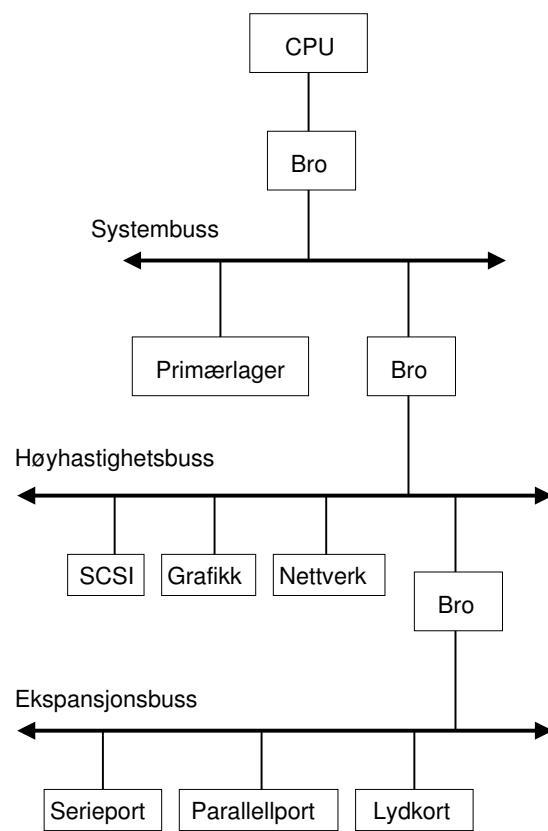 CPU
Bro
Systembuss
Primærlager
Bro
Høyhastighetsbuss
SCSI
Grafikk
Nettverk
Bro
Ekspansjonsbuss
Serieport
Parallellport
Lydkort